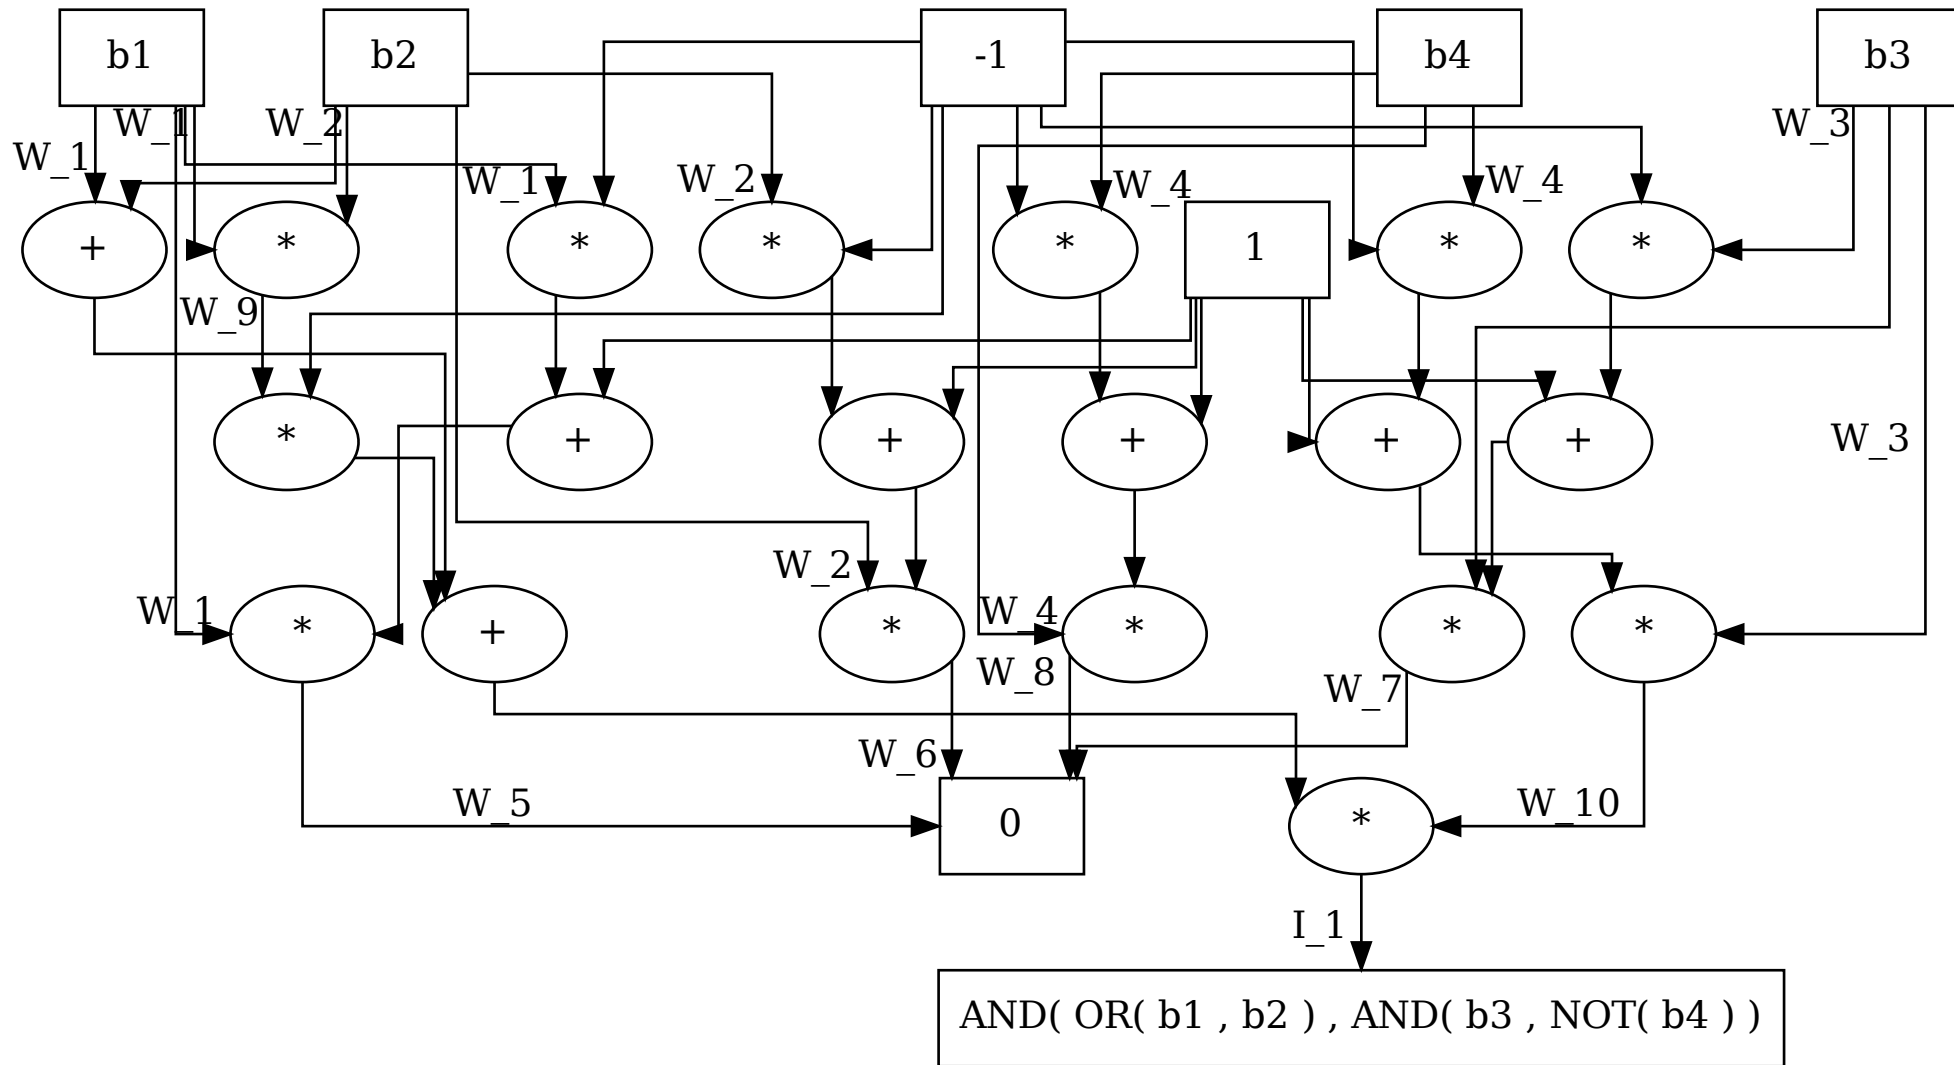 b1
b2
-1
b4
b3
W_1
W_2
W_3
W_1
W_1
W_2
W_4
W_4
+
*
*
*
*
1
*
*
W_9
*
+
+
+
+
+
W_3
W_2
W_1
*
+
*
W_4
*
*
*
W_8
W_7
W_6
W_5
0
*
W_10
I_1
AND( OR( b1 , b2 ) , AND( b3 , NOT( b4 ) )